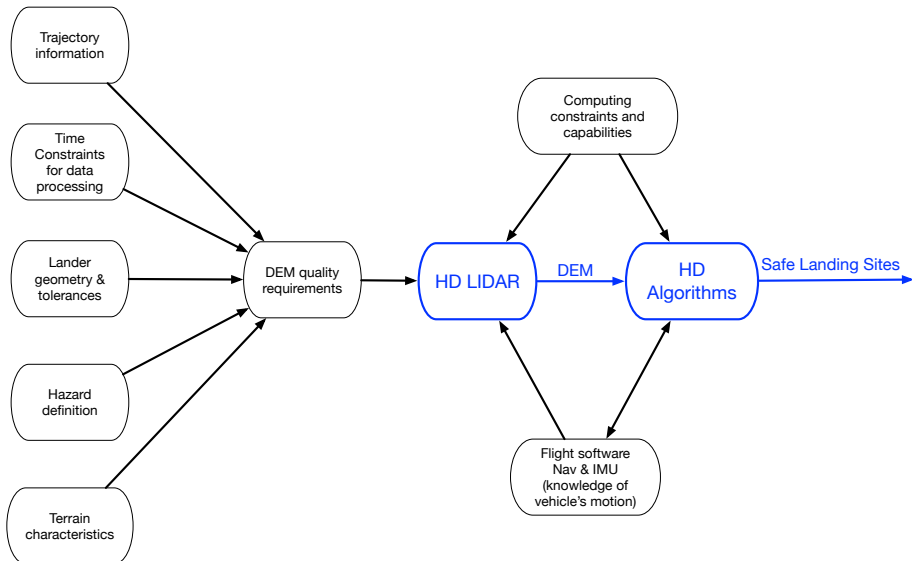 Trajectory
information
Time
Constraints
for data
processing
Lander
geometry &
tolerances
Hazard
definition
Terrain
characteristics
DEM quality
requirements
Computing
constraints and
capabilities
HD LIDAR
DEM
HD
Algorithms
Safe Landing Sites
Flight software
Nav & IMU
(knowledge of
vehicle's motion)